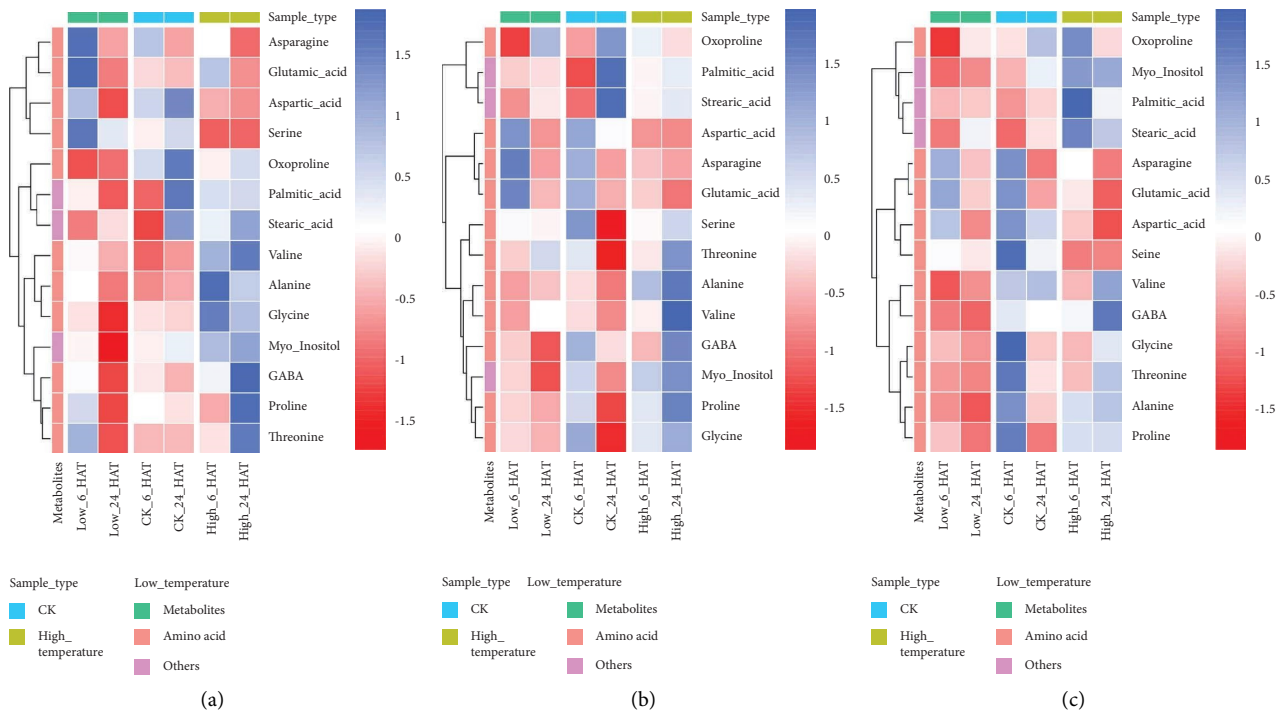 Sample_type
Asparagine
Glutamic_acid
Aspartic_acid
Serine
Oxoproline
Palmitic_acid
Stearic_acid
Valine
Alanine
Glycine
Myo_Inositol
GABA
Proline
Threonine
1.5
1
0.5
0
-0.5
-1
-1.5
Metabolites
Low_6_HAT
Low_24_HAT
CK_6_HAT
CK_24_HAT
High_6_HAT
High_24_HAT
Sample_type
Low_temperature
CK
Metabolites
High_
temperature
Amino acid
Others
(a)
Sample_type
Oxoproline
Palmitic_acid
Strearic_acid
Aspartic_acid
Asparagine
Glutamic_acid
Serine
Threonine
Alanine
Valine
GABA
Myo_Inositol
Proline
Glycine
1.5
1
0.5
0
-0.5
-1
-1.5
Metabolites
Low_6_HAT
Low_24_HAT
CK_6_HAT
CK_24_HAT
High_6_HAT
High_24_HAT
Sample_type
Low_temperature
CK
Metabolites
High_
temperature
Amino acid
Others
(b)
Sample_type
Oxoproline
Myo_Inositol
Palmitic_acid
Stearic_acid
Asparagine
Glutamic_acid
Aspartic_acid
Seine
Valine
GABA
Glycine
Threonine
Alanine
Proline
1.5
1
0.5
0
-0.5
-1
-1.5
Metabolites
Low_6_HAT
Low_24_HAT
CK_6_HAT
CK_24_HAT
High_6_HAT
High_24_HAT
Sample_type
Low_temperature
CK
Metabolites
High_
temperature
Amino acid
Others
(c)